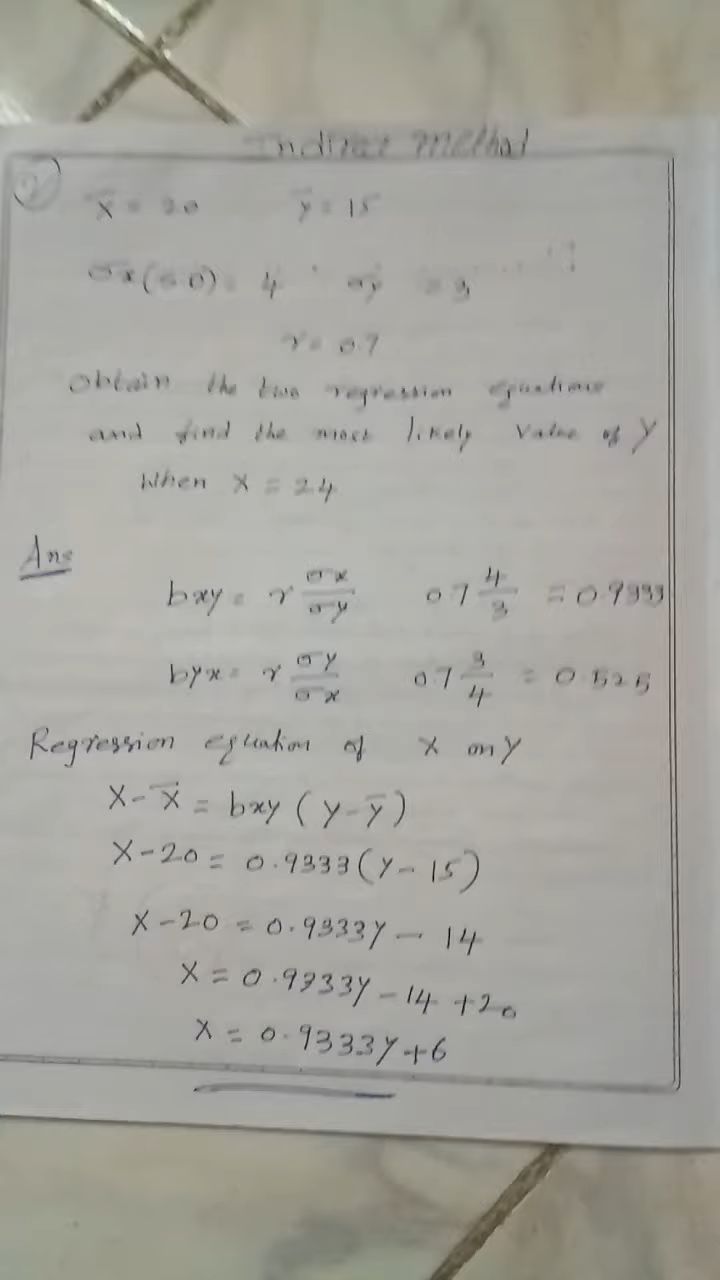 Indirect method
2)
x̄ = 20 ȳ = 15
σx (S.D) = 4 σy = 3
r = 0.7
Obtain the two regression equations
and find the most likely value of Y
When X = 24
Ans
bxy = r σx/σy 0.7 4/3 = 0.9333
byx = r σy/σx 0.7 3/4 = 0.525
Regression equation of X on Y
X - X̄ = bxy (Y - Ȳ)
X - 20 = 0.9333 (Y - 15)
X - 20 = 0.9333Y - 14
X = 0.9333Y - 14 + 20
X = 0.9333Y + 6